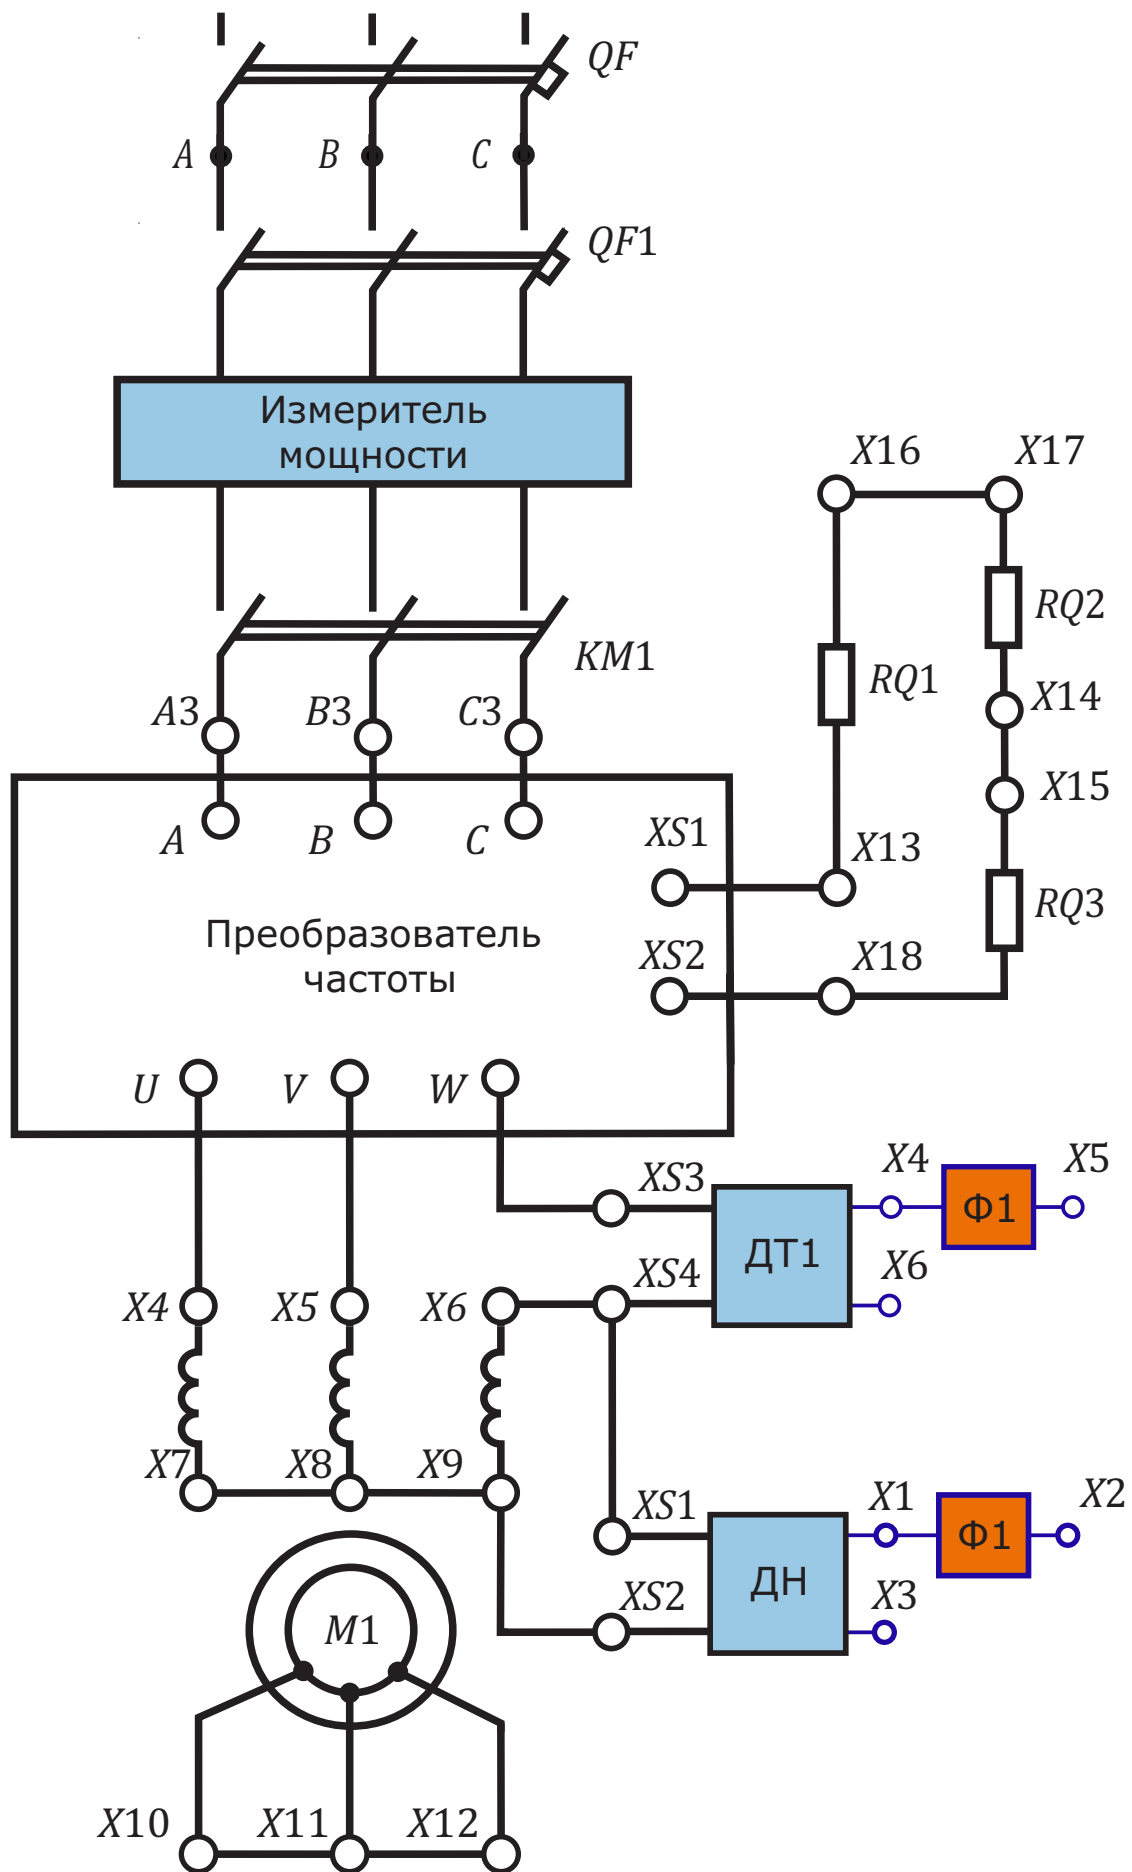 QF
A B C
QF1
Измеритель
мощности
X16 X17
RQ2
KM1
RQ1
X14
A3 B3 C3
X15
A B C
XS1 X13
RQ3
Преобразователь
частоты
XS2 X18
U V W
XS3 X4 X5
Ф1
ДТ1
X6
XS4
X4 X5 X6
X7 X8 X9
XS1 X1 X2
Ф1
ДН
XS2 X3
M1
X10 X11 X12